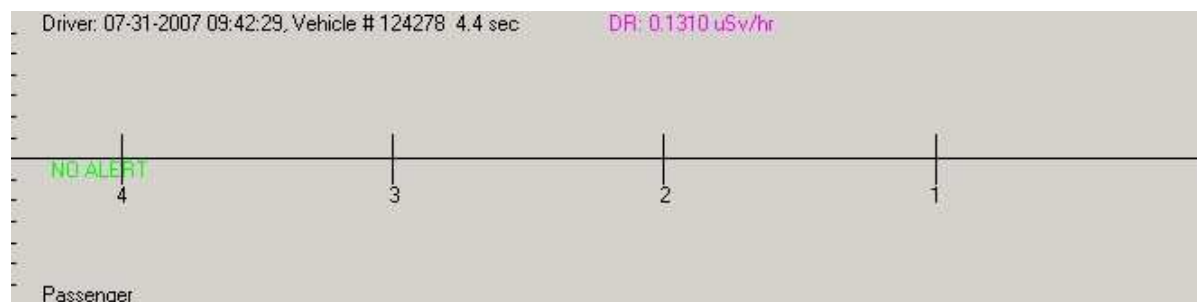 Driver: 07-31-2007 09:42:29, Vehicle # 124278 4.4 sec DR: 0.1310 uSv/hr
NO ALERT
4 3 2 1
Passenger